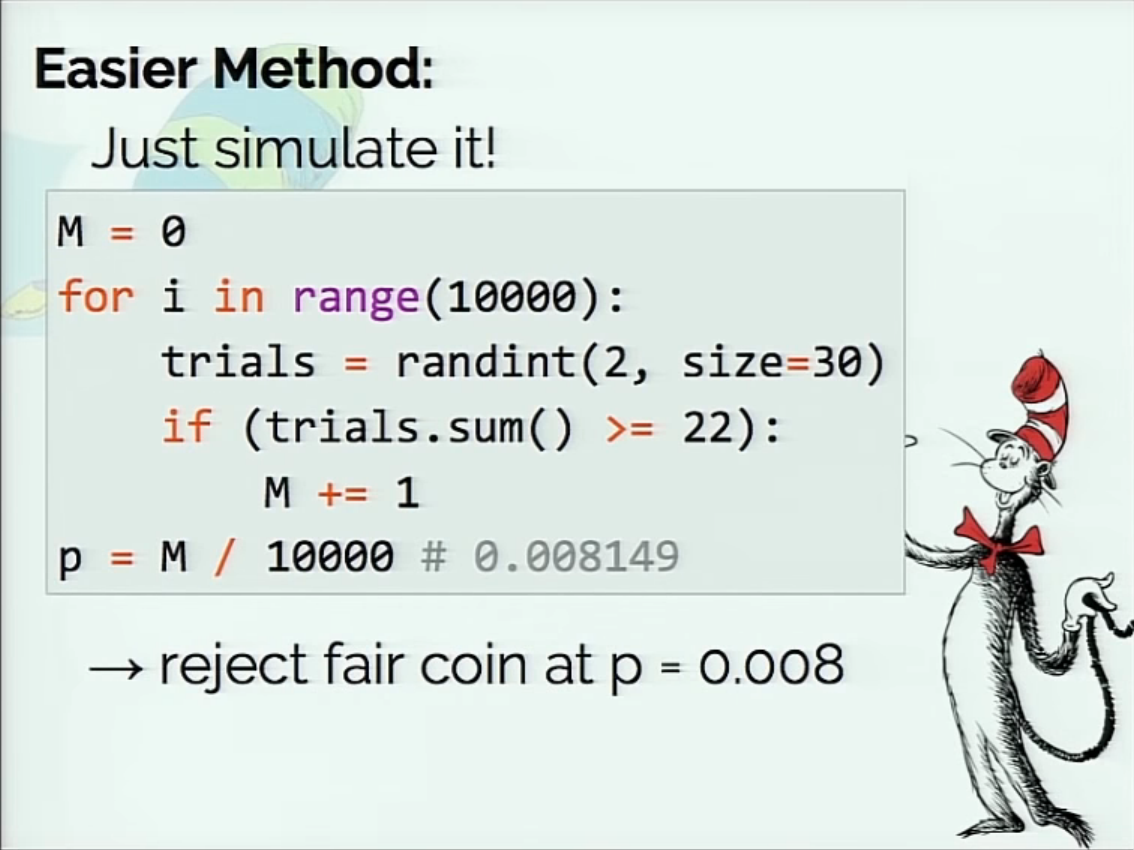 Easier Method:
Just simulate it!
M = 0
for i in range(10000):
    trials = randint(2, size=30)
    if (trials.sum() >= 22):
        M += 1
p = M / 10000 # 0.008149
→ reject fair coin at p = 0.008